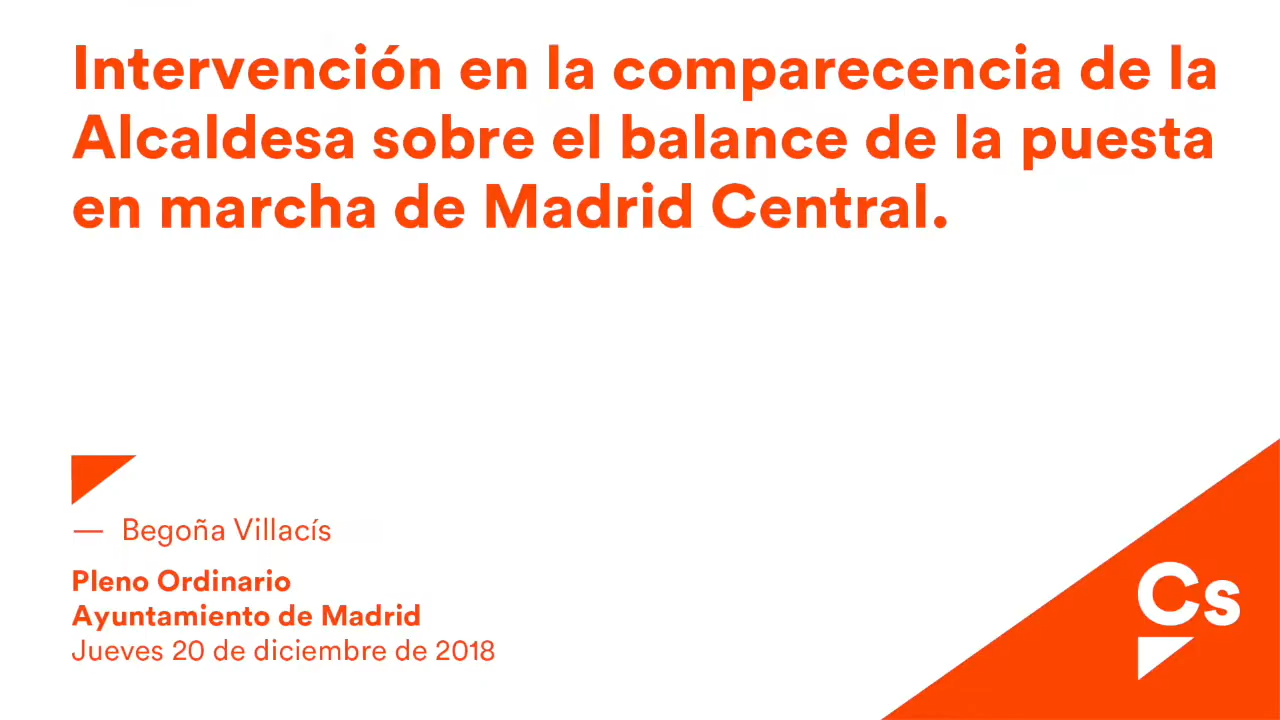 Intervención en la comparecencia de la
Alcaldesa sobre el balance de la puesta
en marcha de Madrid Central.
— Begoña Villacís
Pleno Ordinario
Ayuntamiento de Madrid
Jueves 20 de diciembre de 2018
Cs